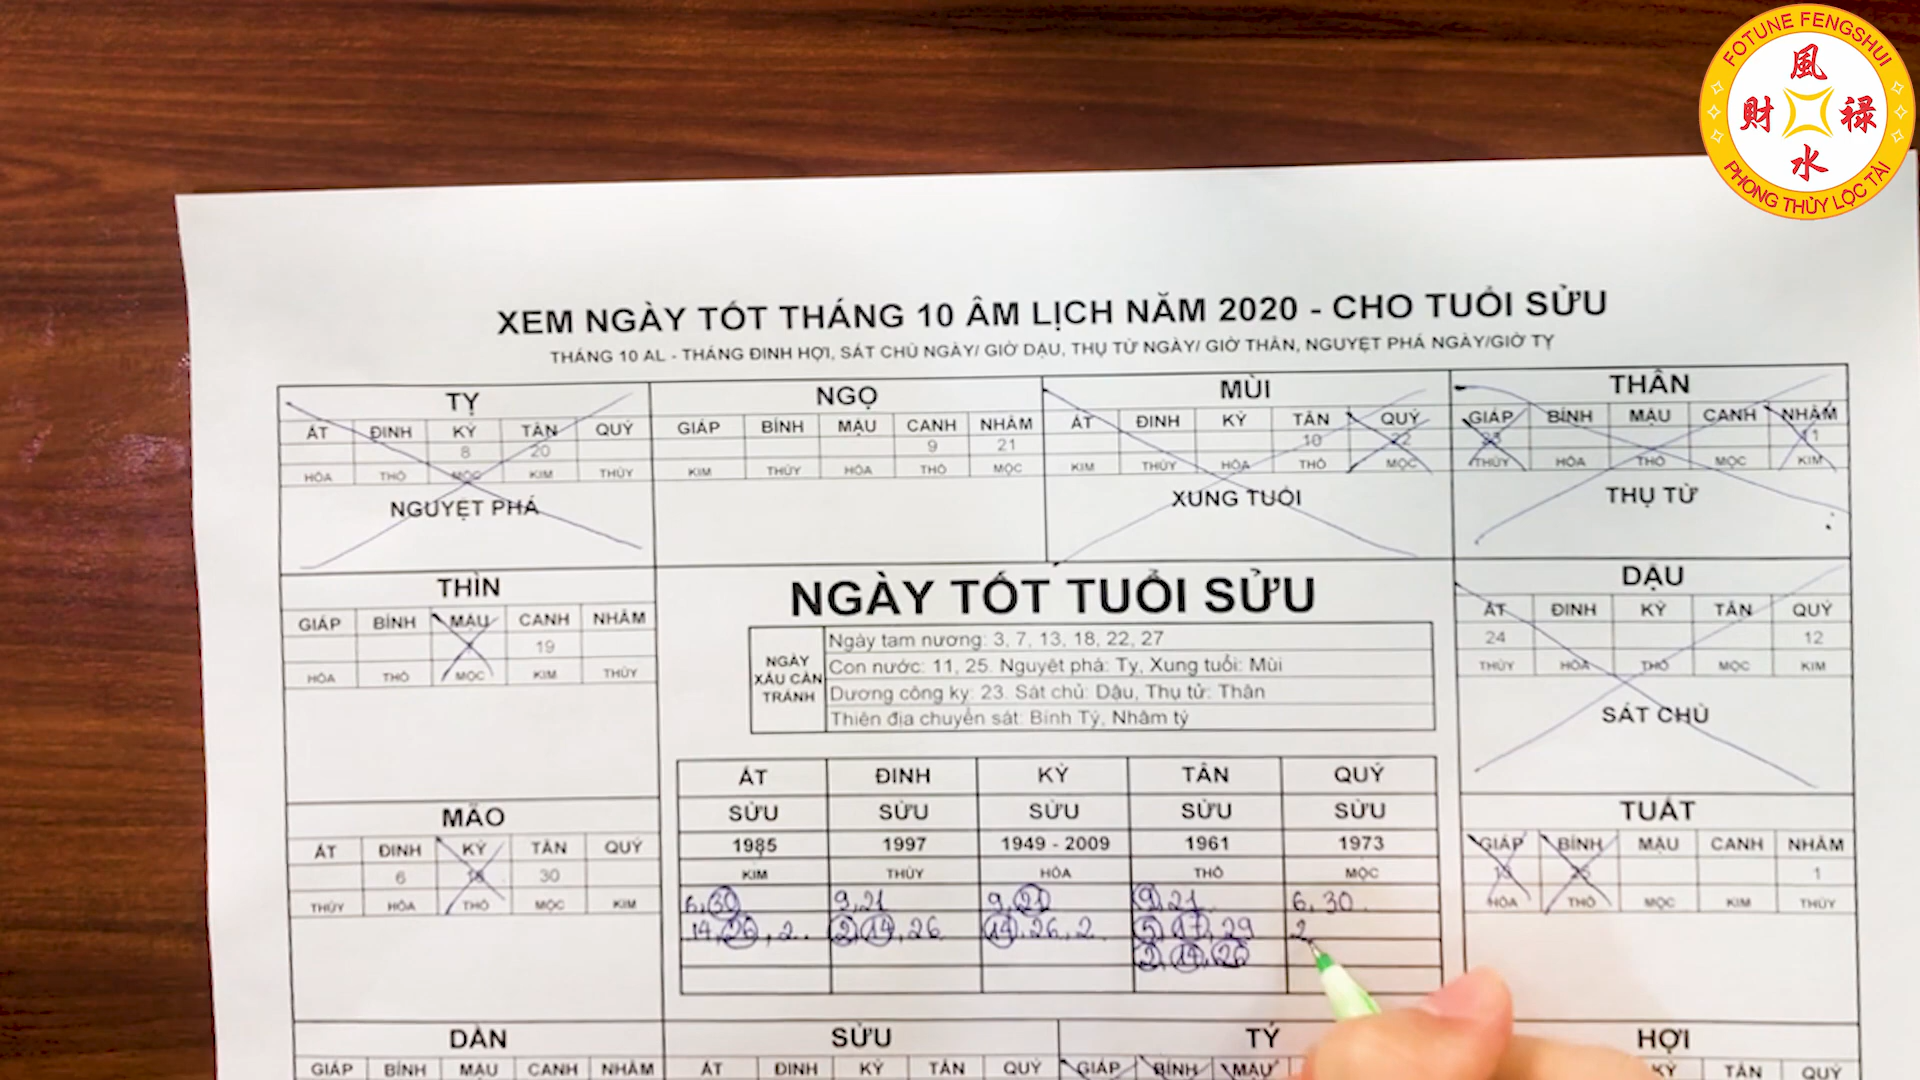 FOTUNE FENGSHUI
風
財 禄
水
PHONG THỦY LỘC TÀI
XEM NGÀY TỐT THÁNG 10 ÂM LỊCH NĂM 2020 - CHO TUỔI SỬU
THÁNG 10 AL - THÁNG ĐINH HỢI, SÁT CHỦ NGÀY/ GIỜ DẬU, THỤ TỬ NGÀY/ GIỜ THÂN, NGUYỆT PHÁ NGÀY/GIỜ TỴ
TỴ
ẤT ĐINH KỶ TÂN QUÝ
8 20
HỎA THỔ MỘC KIM THỦY
NGUYỆT PHÁ
NGỌ
GIÁP BÍNH MẬU CANH NHÂM
9 21
KIM THỦY HỎA THỔ MỘC
MÙI
ẤT ĐINH KỶ TÂN QUÝ
10 22
KIM THỦY HỎA THỔ MỘC
XUNG TUỔI
THÂN
GIÁP BÍNH MẬU CANH NHÂM
23 11
THỦY HỎA THỔ MỘC KIM
THỤ TỬ
THÌN
GIÁP BÍNH MẬU CANH NHÂM
19
HỎA THỔ MỘC KIM THỦY
NGÀY TỐT TUỔI SỬU
NGÀY XẤU CẦN TRÁNH
Ngày tam nương: 3, 7, 13, 18, 22, 27
Con nước: 11, 25. Nguyệt phá: Tỵ, Xung tuổi: Mùi
Dương công kỵ: 23. Sát chủ: Dậu, Thụ tử: Thân
Thiên địa chuyển sát: Bính Tý, Nhâm tý
DẬU
ẤT ĐINH KỶ TÂN QUÝ
24 12
THỦY HỎA THỔ MỘC KIM
SÁT CHỦ
ẤT ĐINH KỶ TÂN QUÝ
SỬU SỬU SỬU SỬU SỬU
1985 1997 1949 - 2009 1961 1973
KIM THỦY HỎA THỔ MỘC
6, 30 9, 21 9, 21 9, 21 6, 30
14, 26, 2 2, 14, 26 14, 26, 2 5, 17, 29 2
2, 14, 26
MÃO
ẤT ĐINH KỶ TÂN QUÝ
6 18 30
THỦY HỎA THỔ MỘC KIM
TUẤT
GIÁP BÍNH MẬU CANH NHÂM
13 25 1
HỎA THỔ MỘC KIM THỦY
DẦN
GIÁP BÍNH MẬU CANH NHÂM
SỬU
ẤT ĐINH KỶ TÂN QUÝ
TÝ
GIÁP BÍNH MẬU
HỢI
KỶ TÂN QUÝ